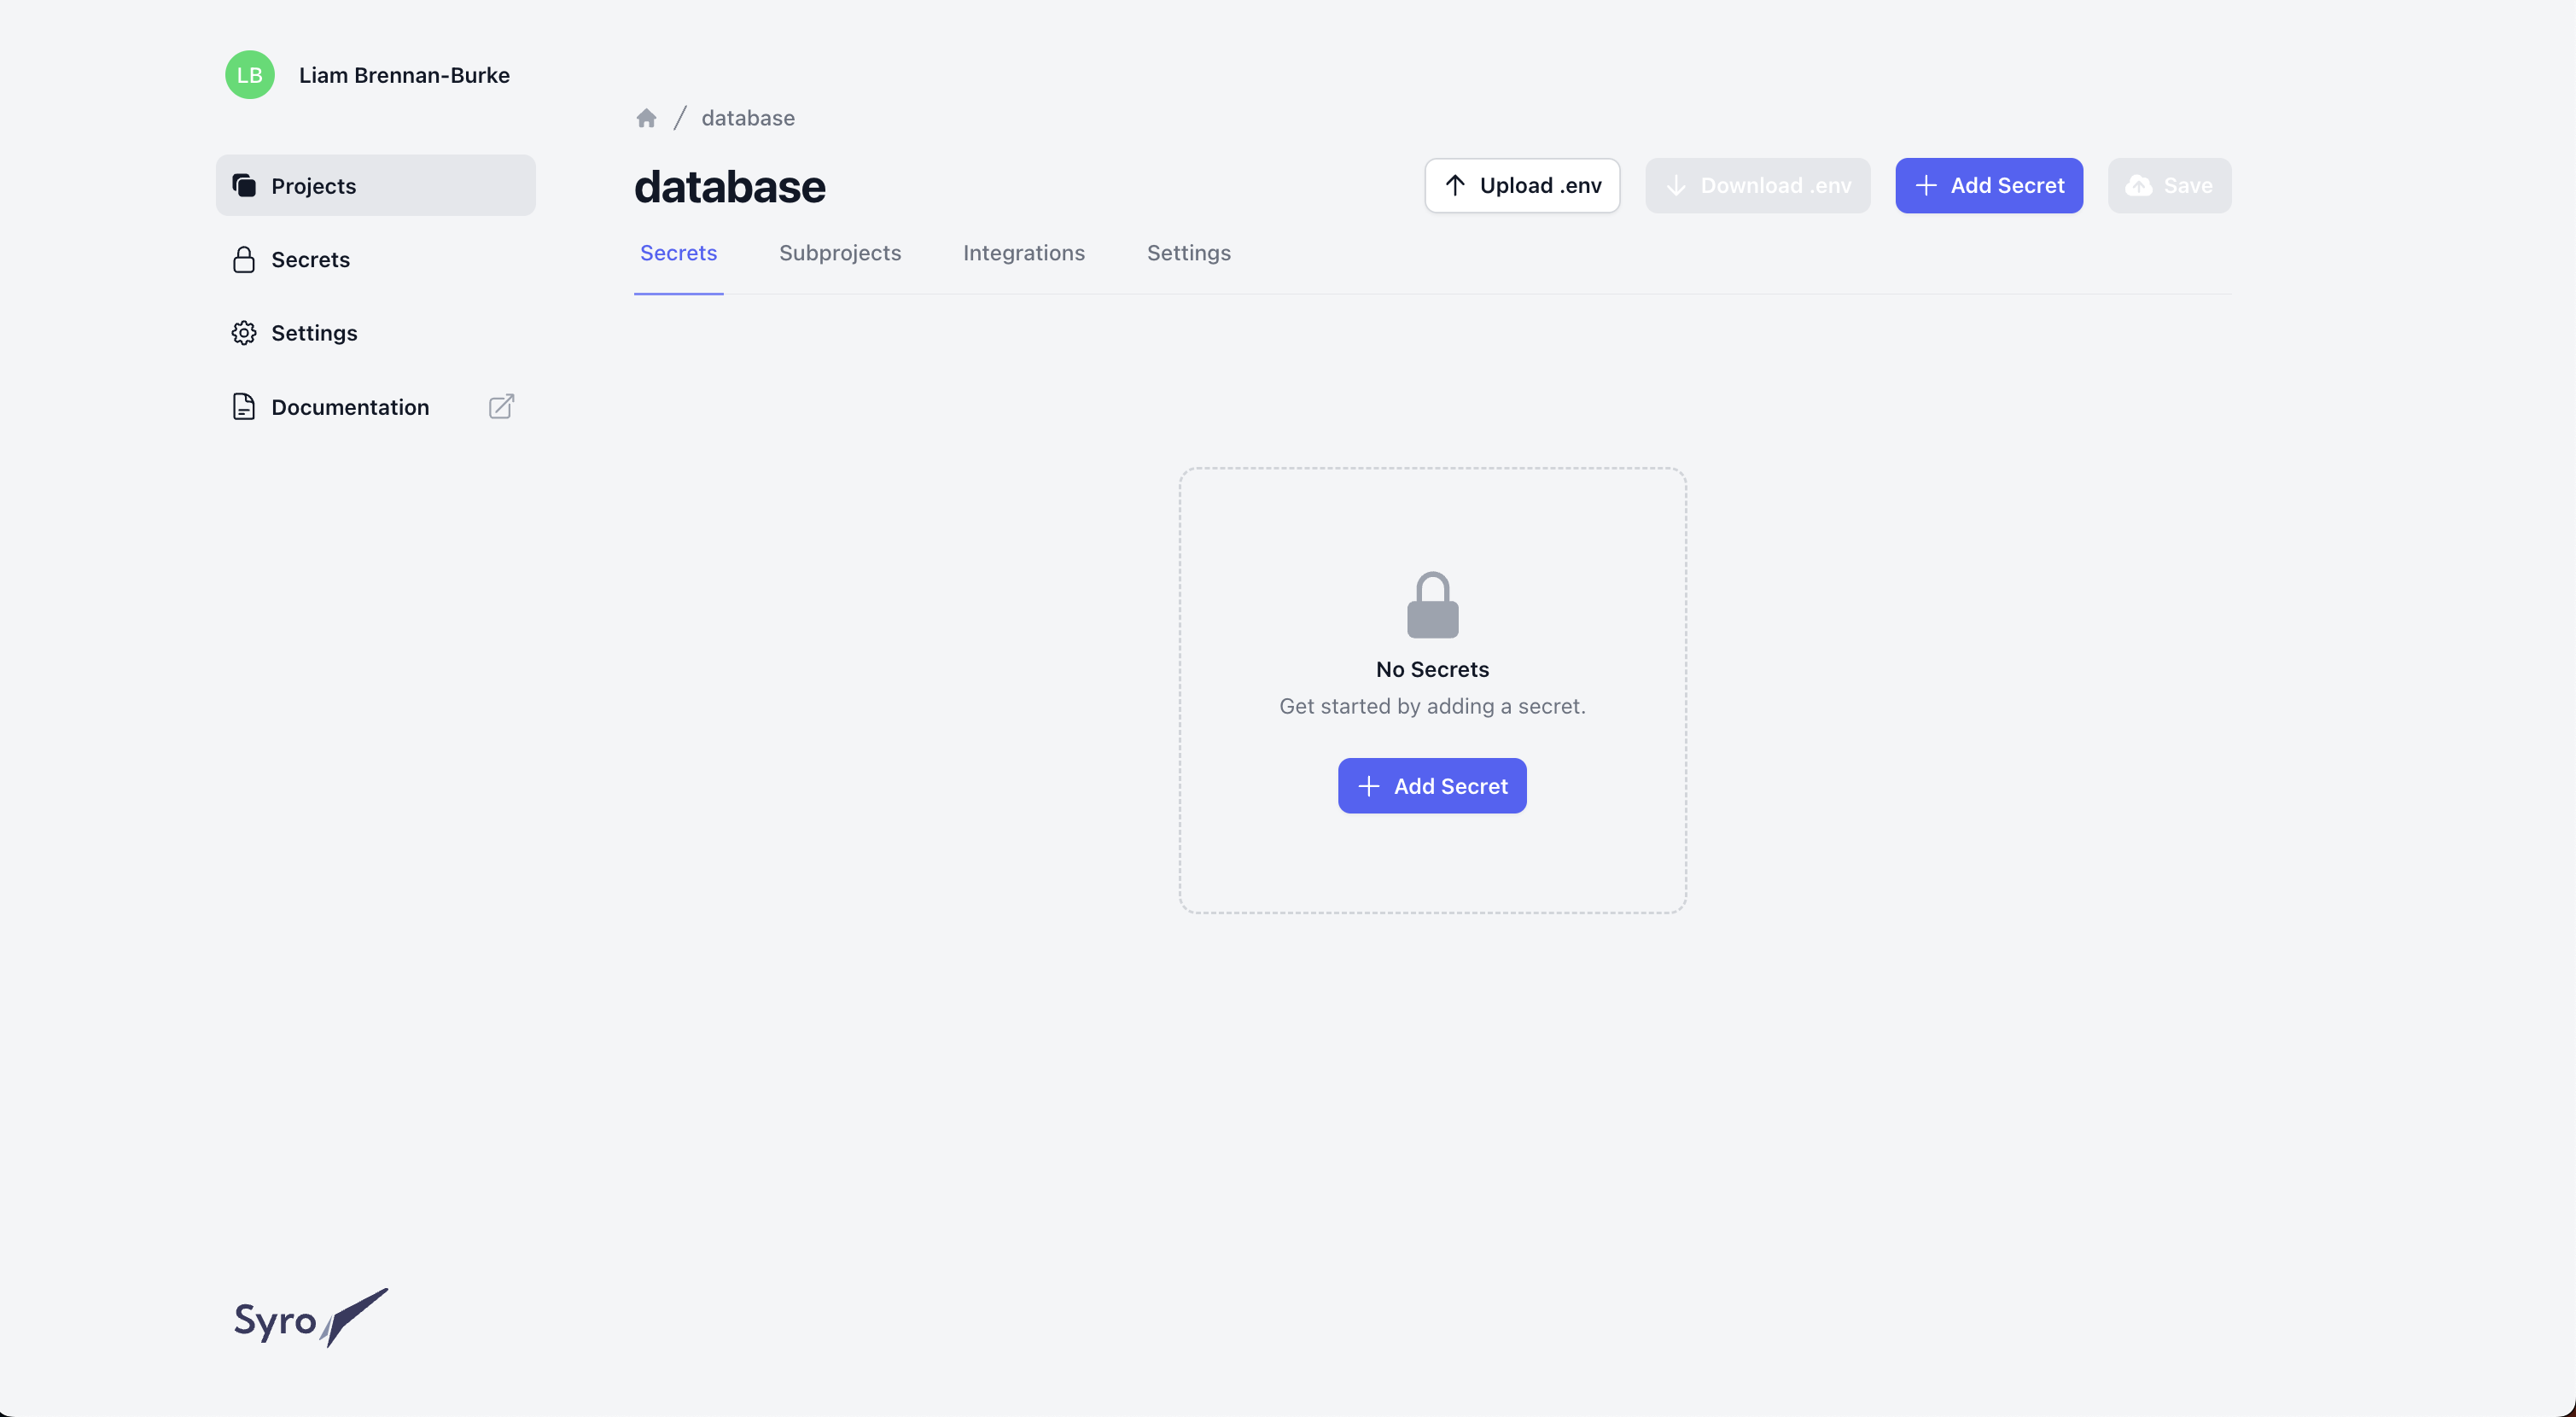 LB
Liam Brennan-Burke
Projects
Secrets
Settings
Documentation
/ database
database
Upload .env
Download .env
Add Secret
Save
Secrets
Subprojects
Integrations
Settings
No Secrets
Get started by adding a secret.
Add Secret
Syro